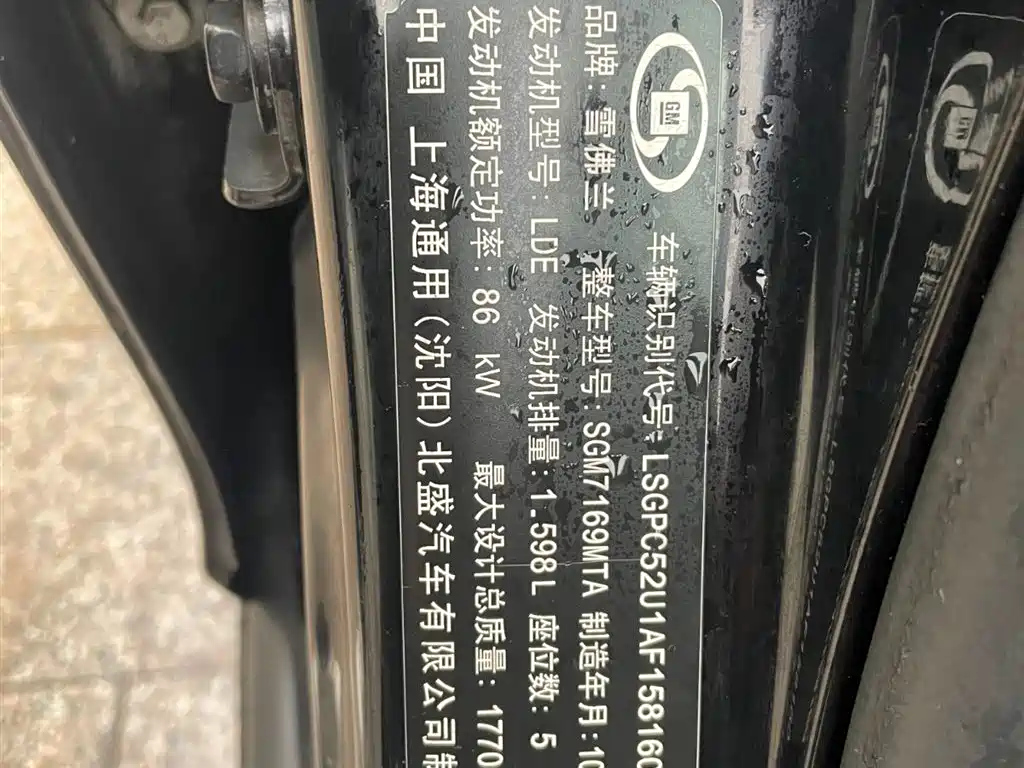 GM
车辆识别代号:LSGPC52U1AF158160
品牌:雪佛兰 整车型号:SGM7169MTA 制造年月:10
发动机型号:LDE 发动机排量:1.598L 座位数:5
发动机额定功率:86 kW 最大设计总质量:1770
中国 上海通用(沈阳)北盛汽车有限公司制